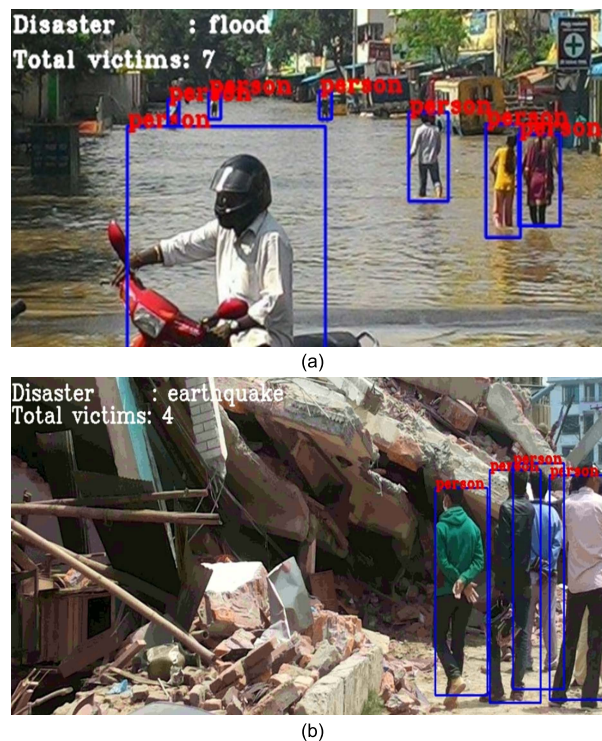 Disaster : flood
Total victims: 7
person
person
person
person
person
person
person
(a)
Disaster : earthquake
Total victims: 4
person
person
person
person
(b)